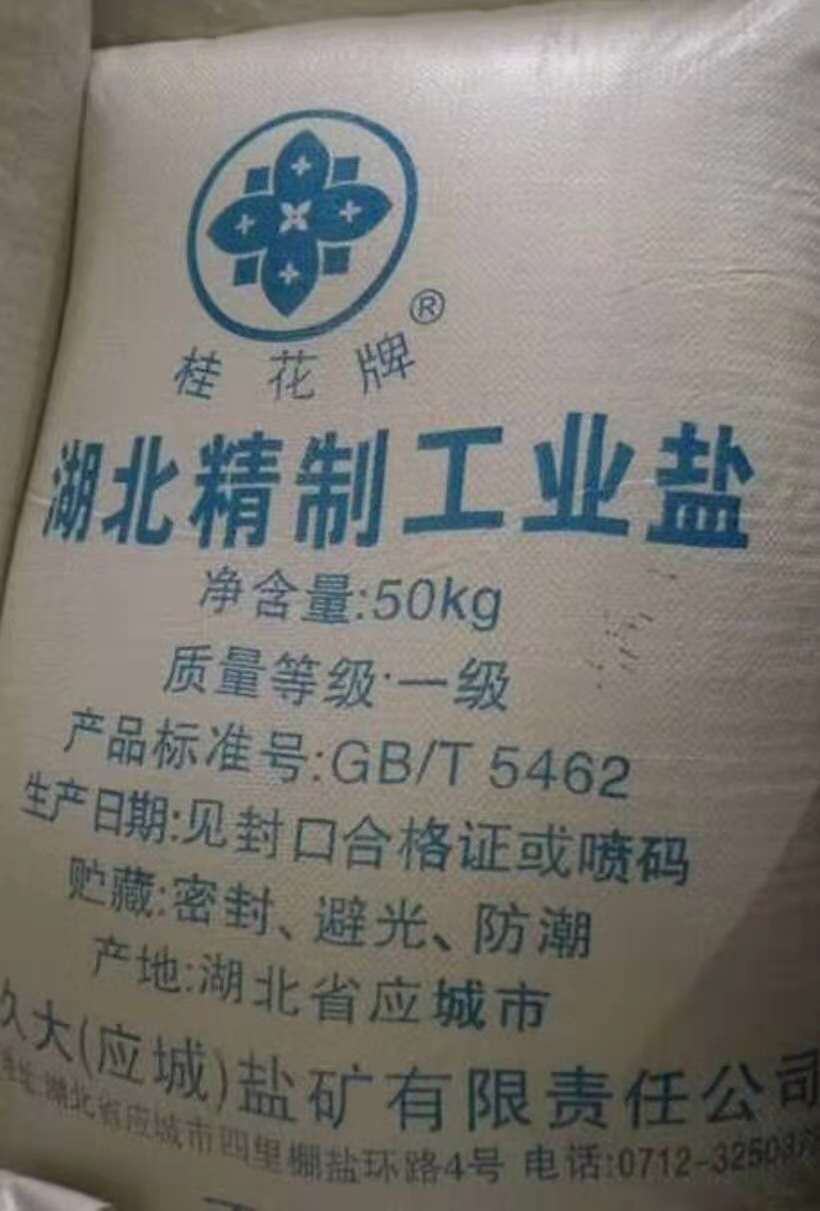 ®
桂花牌
湖北精制工业盐
净含量:50kg
质量等级:一级
产品标准号:GB/T 5462
生产日期:见封口合格证或喷码
贮藏:密封、避光、防潮
产地:湖北省应城市
久大(应城)盐矿有限责任公司
地址:湖北省应城市四里棚盐环路4号 电话:0712-32503